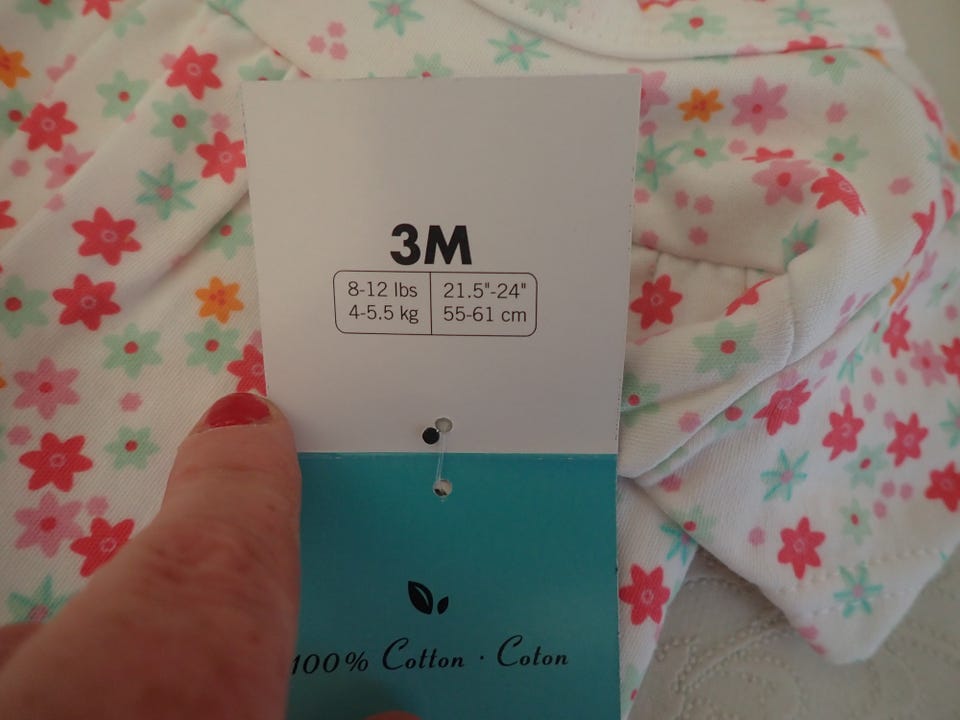 3M
8-12 lbs 21.5"-24"
4-5.5 kg 55-61 cm
100% Cotton · Coton